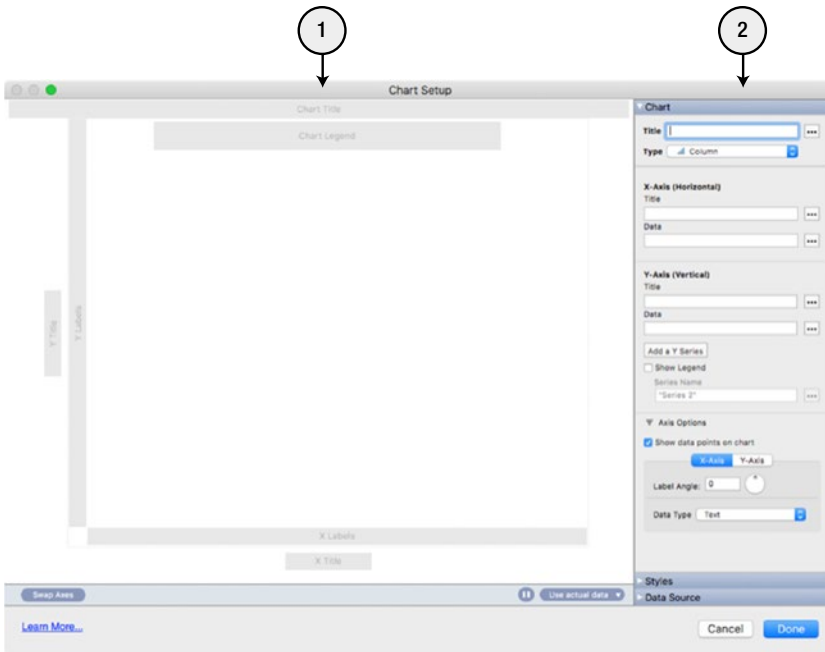 1
2
Chart Setup
Chart Title
Chart Legend
Y Title
Y Labels
X Labels
X Title
Swap Axes
Use actual data
Learn More...
Chart
Title
Type Column
X-Axis (Horizontal)
Title
Data
Y-Axis (Vertical)
Title
Data
Add a Y Series
Show Legend
Series Name
"Series 2"
Axis Options
Show data points on chart
X-Axis Y-Axis
Label Angle: 0
Data Type Text
Styles
Data Source
Cancel Done